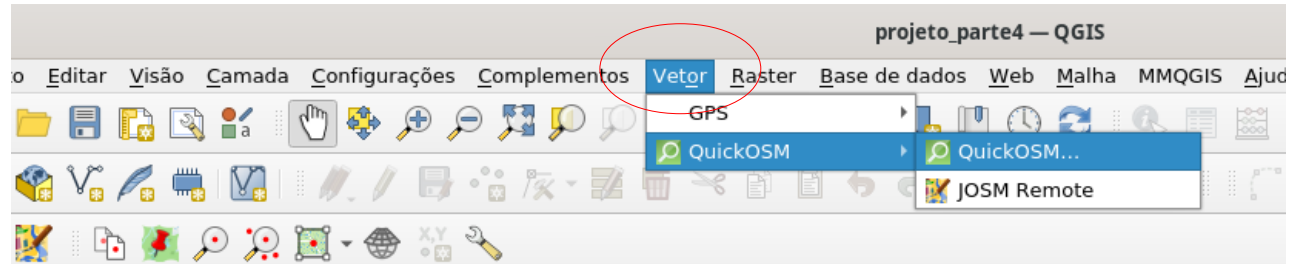 projeto_parte4 — QGIS
o Editar Visão Camada Configurações Complementos Vetor Raster Base de dados Web Malha MMQGIS Ajud
a GPS
QuickOSM QuickOSM...
JOSM Remote
X,Y